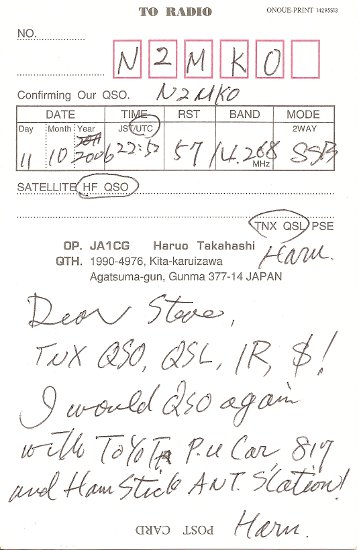 TO RADIO
ONOUE-PRINT
NO.
N 2 M K O
Confirming Our QSO. N2MKO
DATE TIME RST BAND MODE
Day Month Year JST/UTC MHz 2WAY
11 10 2006 22:52 57 14.268 SSB
SATELLITE HF QSO
TNX QSL PSE
OP. JA1CG Haruo Takahashi
Haru.
QTH. 1990-4976, Kita-karuizawa
Agatsuma-gun, Gunma 377-14 JAPAN
Dear Steve,
TNX QSO, QSL, IR, $!
I would QSO again
with ToYoTA P.u Car 817
and Ham Stick ANT. Station!
Haru.
POST CARD